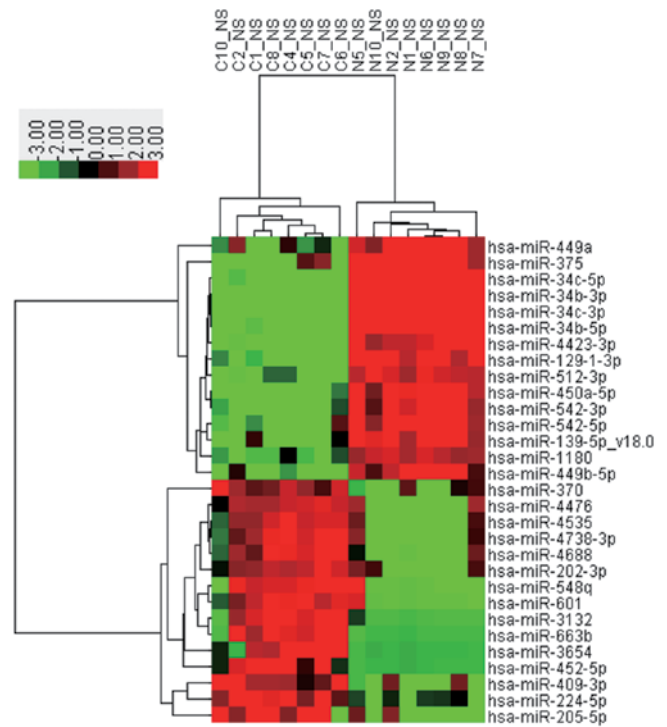 C10_NS
C2_NS
C1_NS
C8_NS
C4_NS
C5_NS
C7_NS
C6_NS
N5_NS
N10_NS
N2_NS
N1_NS
N6_NS
N9_NS
N8_NS
N7_NS
-3.00
-2.00
-1.00
0.00
1.00
2.00
3.00
hsa-miR-449a
hsa-miR-375
hsa-miR-34c-5p
hsa-miR-34b-3p
hsa-miR-34c-3p
hsa-miR-34b-5p
hsa-miR-4423-3p
hsa-miR-129-1-3p
hsa-miR-512-3p
hsa-miR-450a-5p
hsa-miR-542-3p
hsa-miR-542-5p
hsa-miR-139-5p_v18.0
hsa-miR-1180
hsa-miR-449b-5p
hsa-miR-370
hsa-miR-4476
hsa-miR-4535
hsa-miR-4738-3p
hsa-miR-4688
hsa-miR-202-3p
hsa-miR-548q
hsa-miR-601
hsa-miR-3132
hsa-miR-663b
hsa-miR-3654
hsa-miR-452-5p
hsa-miR-409-3p
hsa-miR-224-5p
hsa-miR-205-5p